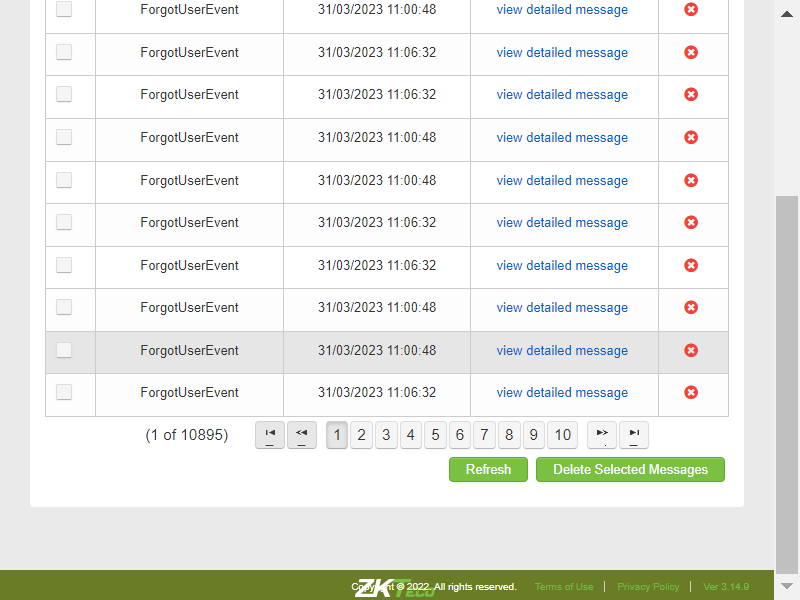 ForgotUserEvent 31/03/2023 11:00:48 view detailed message
ForgotUserEvent 31/03/2023 11:06:32 view detailed message
ForgotUserEvent 31/03/2023 11:06:32 view detailed message
ForgotUserEvent 31/03/2023 11:00:48 view detailed message
ForgotUserEvent 31/03/2023 11:00:48 view detailed message
ForgotUserEvent 31/03/2023 11:06:32 view detailed message
ForgotUserEvent 31/03/2023 11:06:32 view detailed message
ForgotUserEvent 31/03/2023 11:00:48 view detailed message
ForgotUserEvent 31/03/2023 11:00:48 view detailed message
ForgotUserEvent 31/03/2023 11:06:32 view detailed message
(1 of 10895) 1 2 3 4 5 6 7 8 9 10
Refresh Delete Selected Messages
ZKTeco Copyright © 2022. All rights reserved. Terms of Use | Privacy Policy | Ver 3.14.9